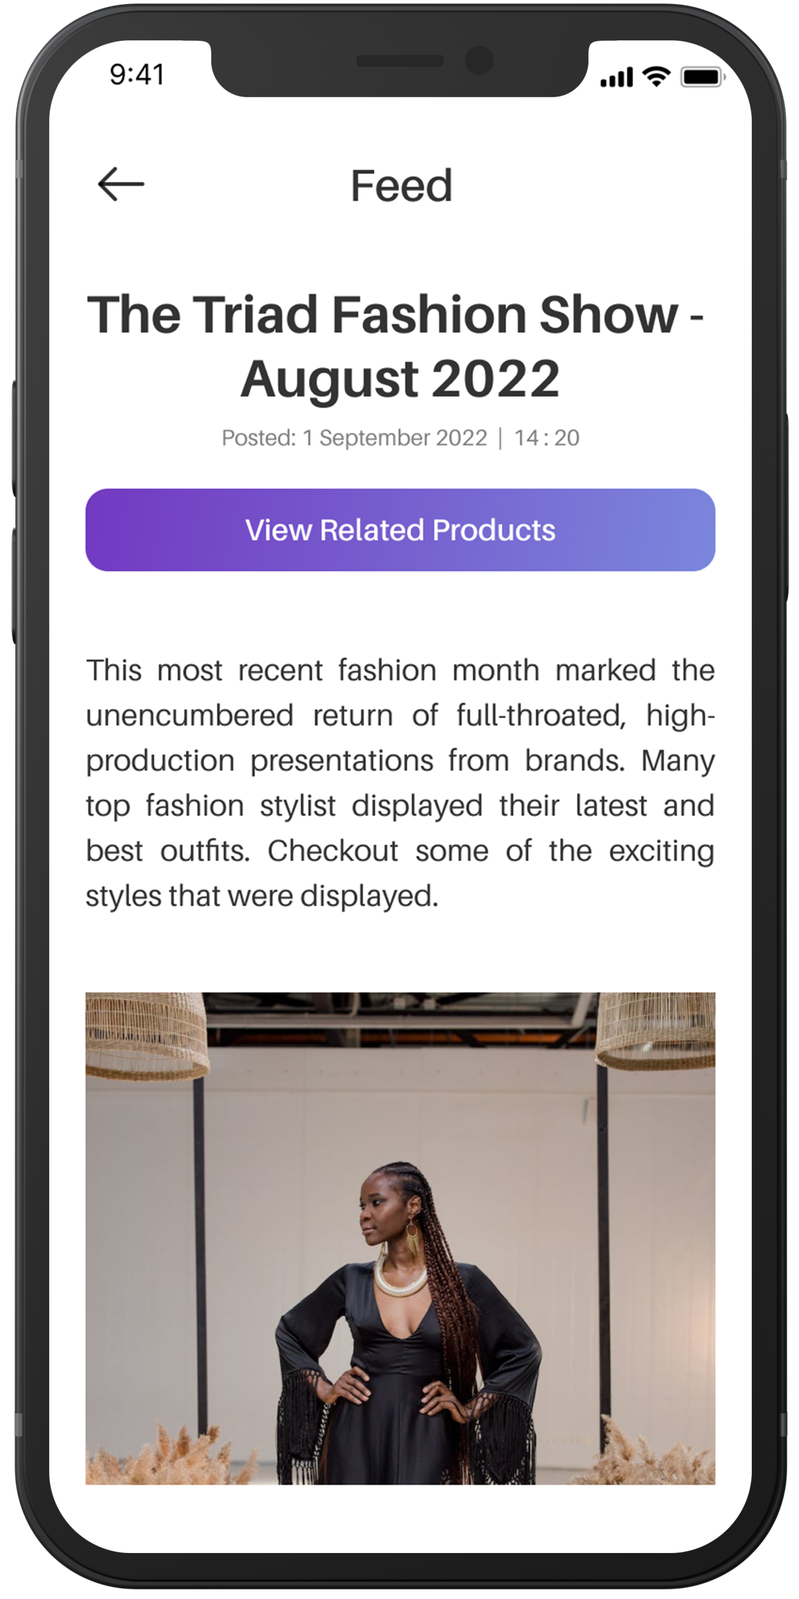 9:41
Feed
The Triad Fashion Show -
August 2022
Posted: 1 September 2022 | 14 : 20
View Related Products
This most recent fashion month marked the
unencumbered return of full-throated, high-
production presentations from brands. Many
top fashion stylist displayed their latest and
best outfits. Checkout some of the exciting
styles that were displayed.